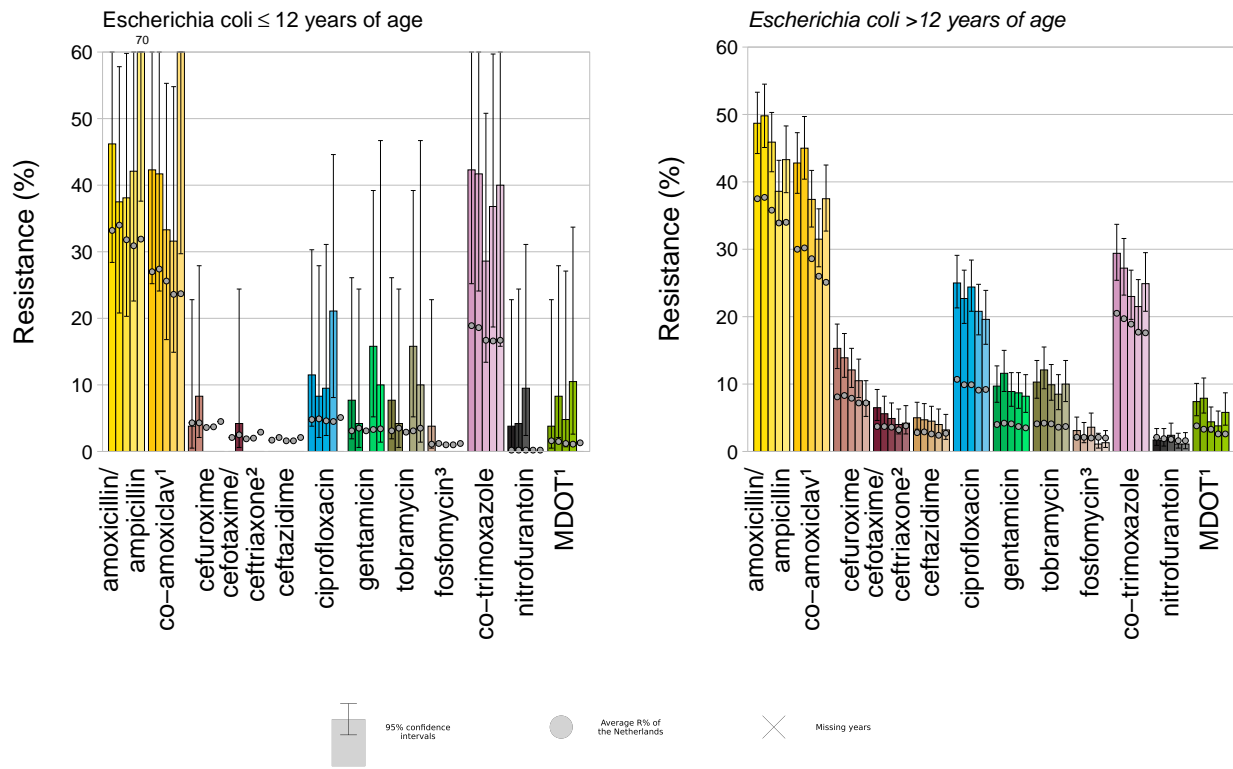 Escherichia coli ≤ 12 years of age
70
60
50
40
30
20
10
0
Resistance (%)
amoxicillin/
ampicillin
co−amoxiclav¹
cefuroxime
cefotaxime/
ceftriaxone²
ceftazidime
ciprofloxacin
gentamicin
tobramycin
fosfomycin³
co−trimoxazole
nitrofurantoin
MDOT¹
Escherichia coli >12 years of age
60
50
40
30
20
10
0
Resistance (%)
amoxicillin/
ampicillin
co−amoxiclav¹
cefuroxime
cefotaxime/
ceftriaxone²
ceftazidime
ciprofloxacin
gentamicin
tobramycin
fosfomycin³
co−trimoxazole
nitrofurantoin
MDOT¹
95% confidence
intervals
Average R% of
the Netherlands
Missing years